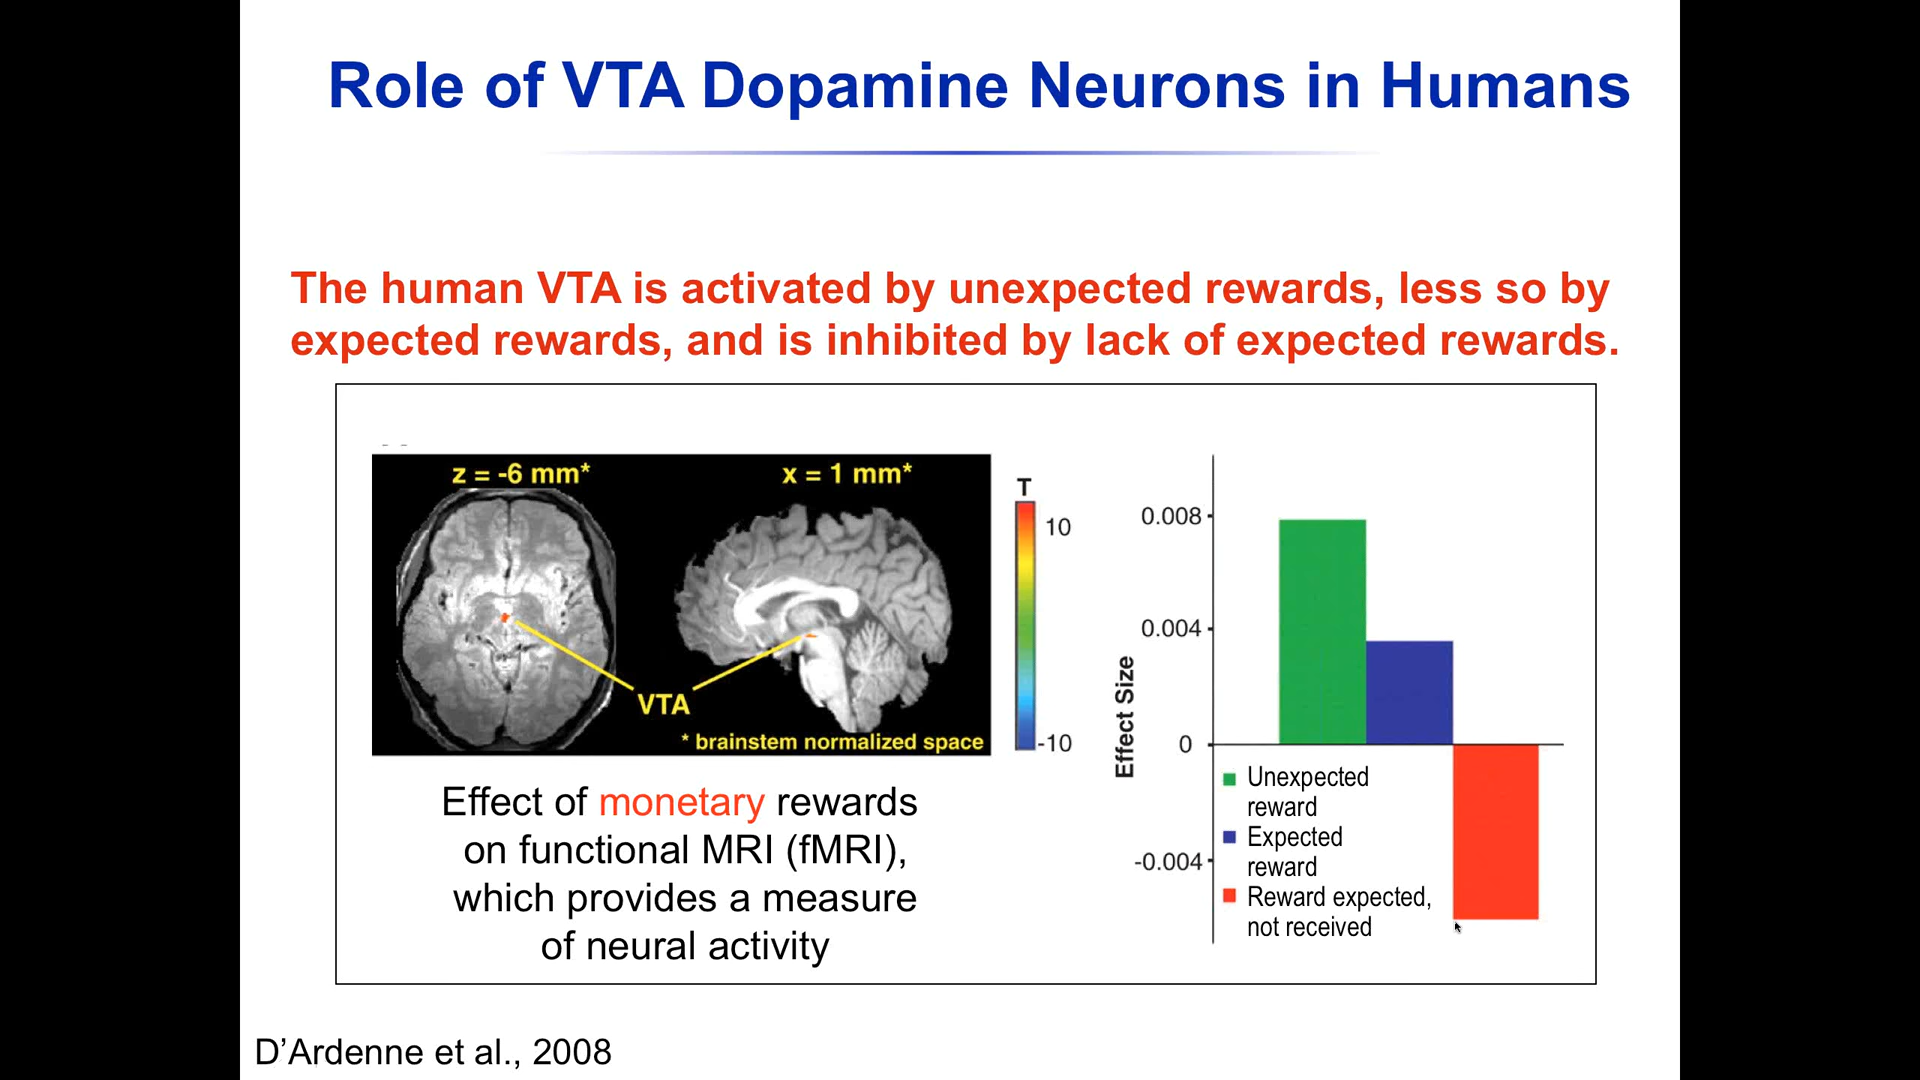 Role of VTA Dopamine Neurons in Humans
The human VTA is activated by unexpected rewards, less so by
expected rewards, and is inhibited by lack of expected rewards.
z = -6 mm*
x = 1 mm*
VTA
* brainstem normalized space
T
10
-10
Effect of monetary rewards
on functional MRI (fMRI),
which provides a measure
of neural activity
Effect Size
0.008
0.004
0
-0.004
Unexpected
reward
Expected
reward
Reward expected,
not received
D’Ardenne et al., 2008